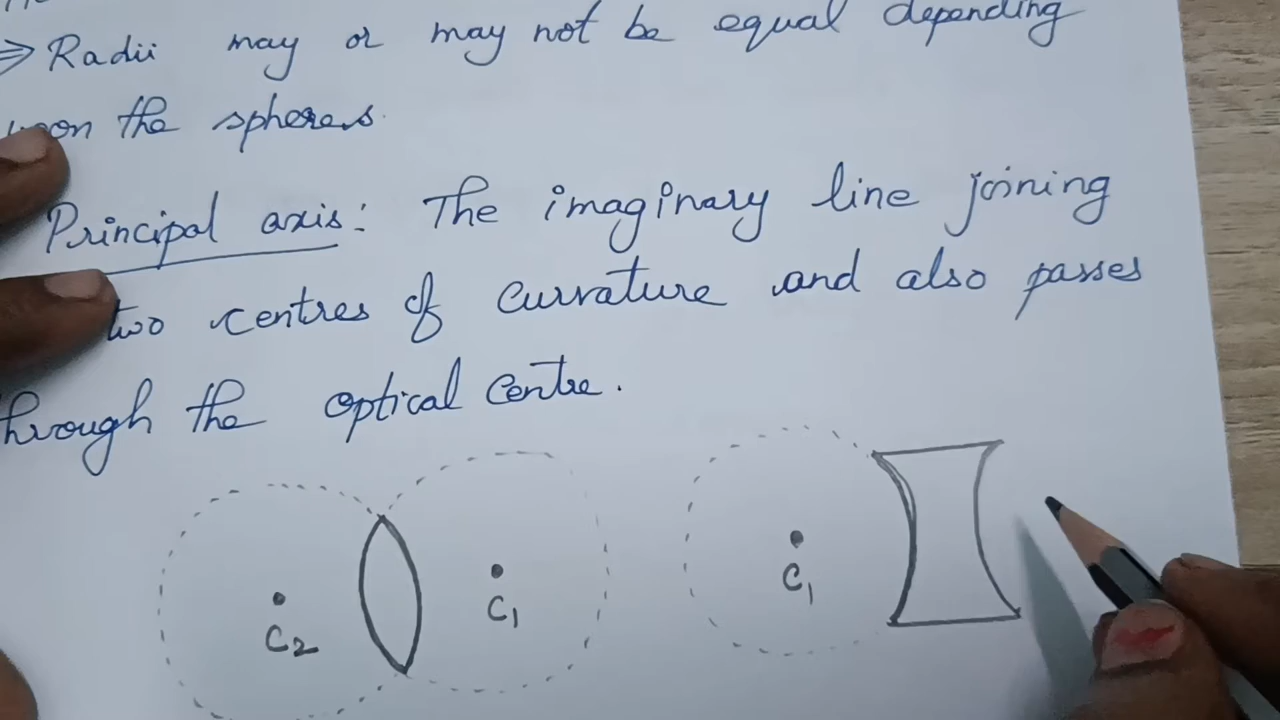 ⇒ Radii may or may not be equal depending
upon the spheres.
Principal axis: The imaginary line joining
two centres of curvature and also passes
through the optical centre.
C2 C1 C1